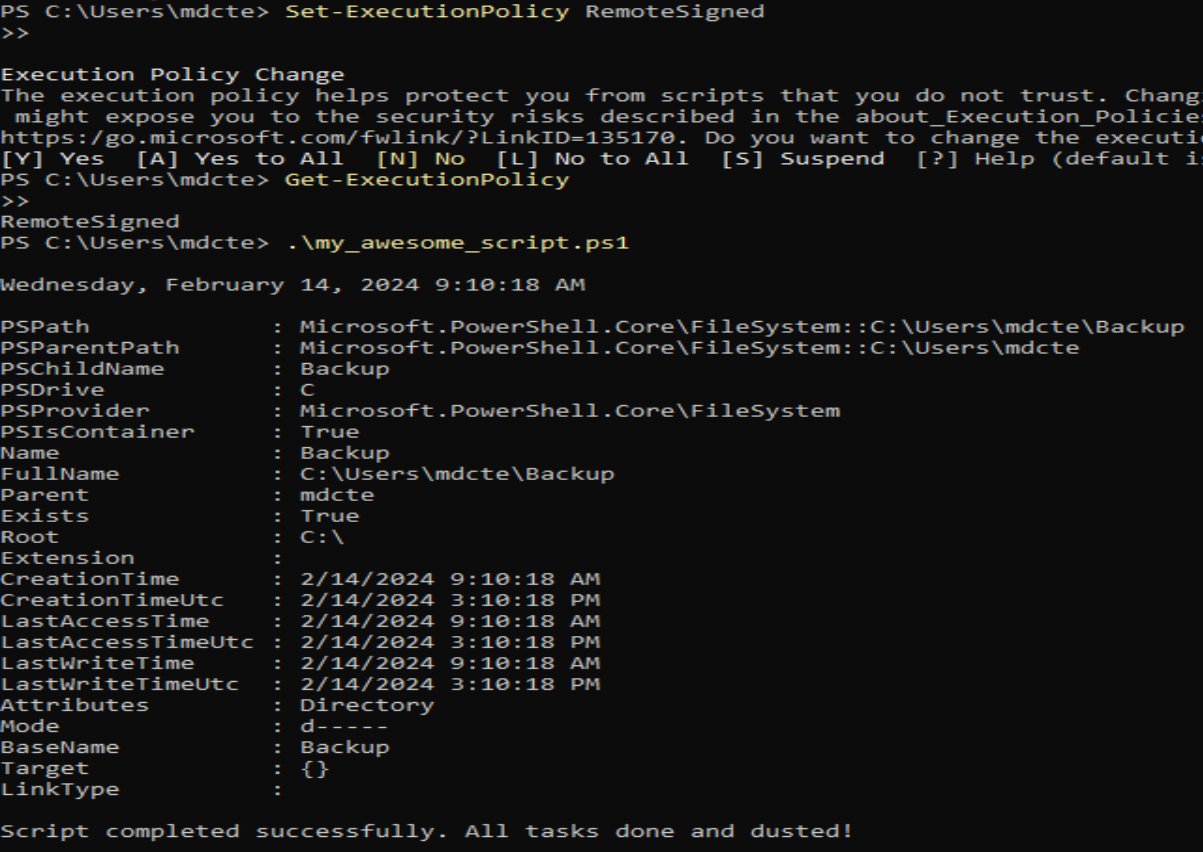 PS C:\Users\mdcte> Set-ExecutionPolicy RemoteSigned
>>
Execution Policy Change
The execution policy helps protect you from scripts that you do not trust. Chang
might expose you to the security risks described in the about_Execution_Policie
https:/go.microsoft.com/fwlink/?LinkID=135170. Do you want to change the executi
[Y] Yes  [A] Yes to All  [N] No  [L] No to All  [S] Suspend  [?] Help (default i
PS C:\Users\mdcte> Get-ExecutionPolicy
>>
RemoteSigned
PS C:\Users\mdcte> .\my_awesome_script.ps1
Wednesday, February 14, 2024 9:10:18 AM
PSPath            : Microsoft.PowerShell.Core\FileSystem::C:\Users\mdcte\Backup
PSParentPath      : Microsoft.PowerShell.Core\FileSystem::C:\Users\mdcte
PSChildName       : Backup
PSDrive           : C
PSProvider        : Microsoft.PowerShell.Core\FileSystem
PSIsContainer     : True
Name              : Backup
FullName          : C:\Users\mdcte\Backup
Parent            : mdcte
Exists            : True
Root              : C:\
Extension         :
CreationTime      : 2/14/2024 9:10:18 AM
CreationTimeUtc   : 2/14/2024 3:10:18 PM
LastAccessTime    : 2/14/2024 9:10:18 AM
LastAccessTimeUtc : 2/14/2024 3:10:18 PM
LastWriteTime     : 2/14/2024 9:10:18 AM
LastWriteTimeUtc  : 2/14/2024 3:10:18 PM
Attributes        : Directory
Mode              : d-----
BaseName          : Backup
Target            : {}
LinkType          :
Script completed successfully. All tasks done and dusted!